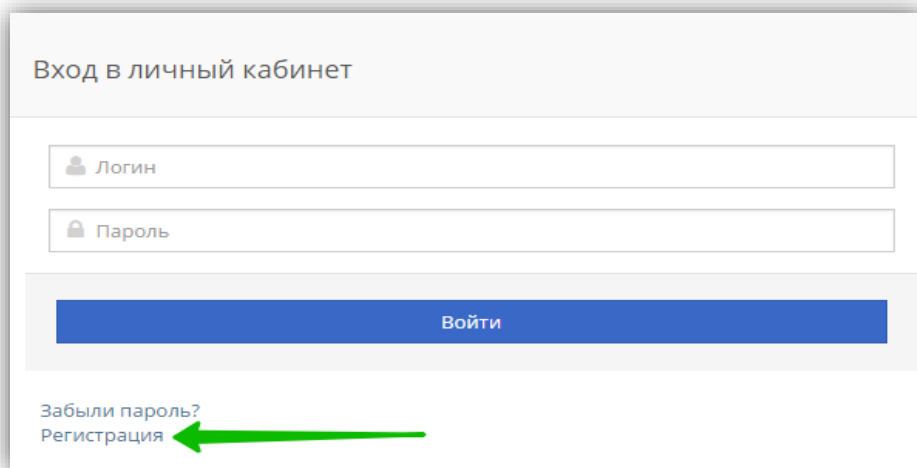 Вход в личный кабинет
Логин
Пароль
Войти
Забыли пароль?
Регистрация